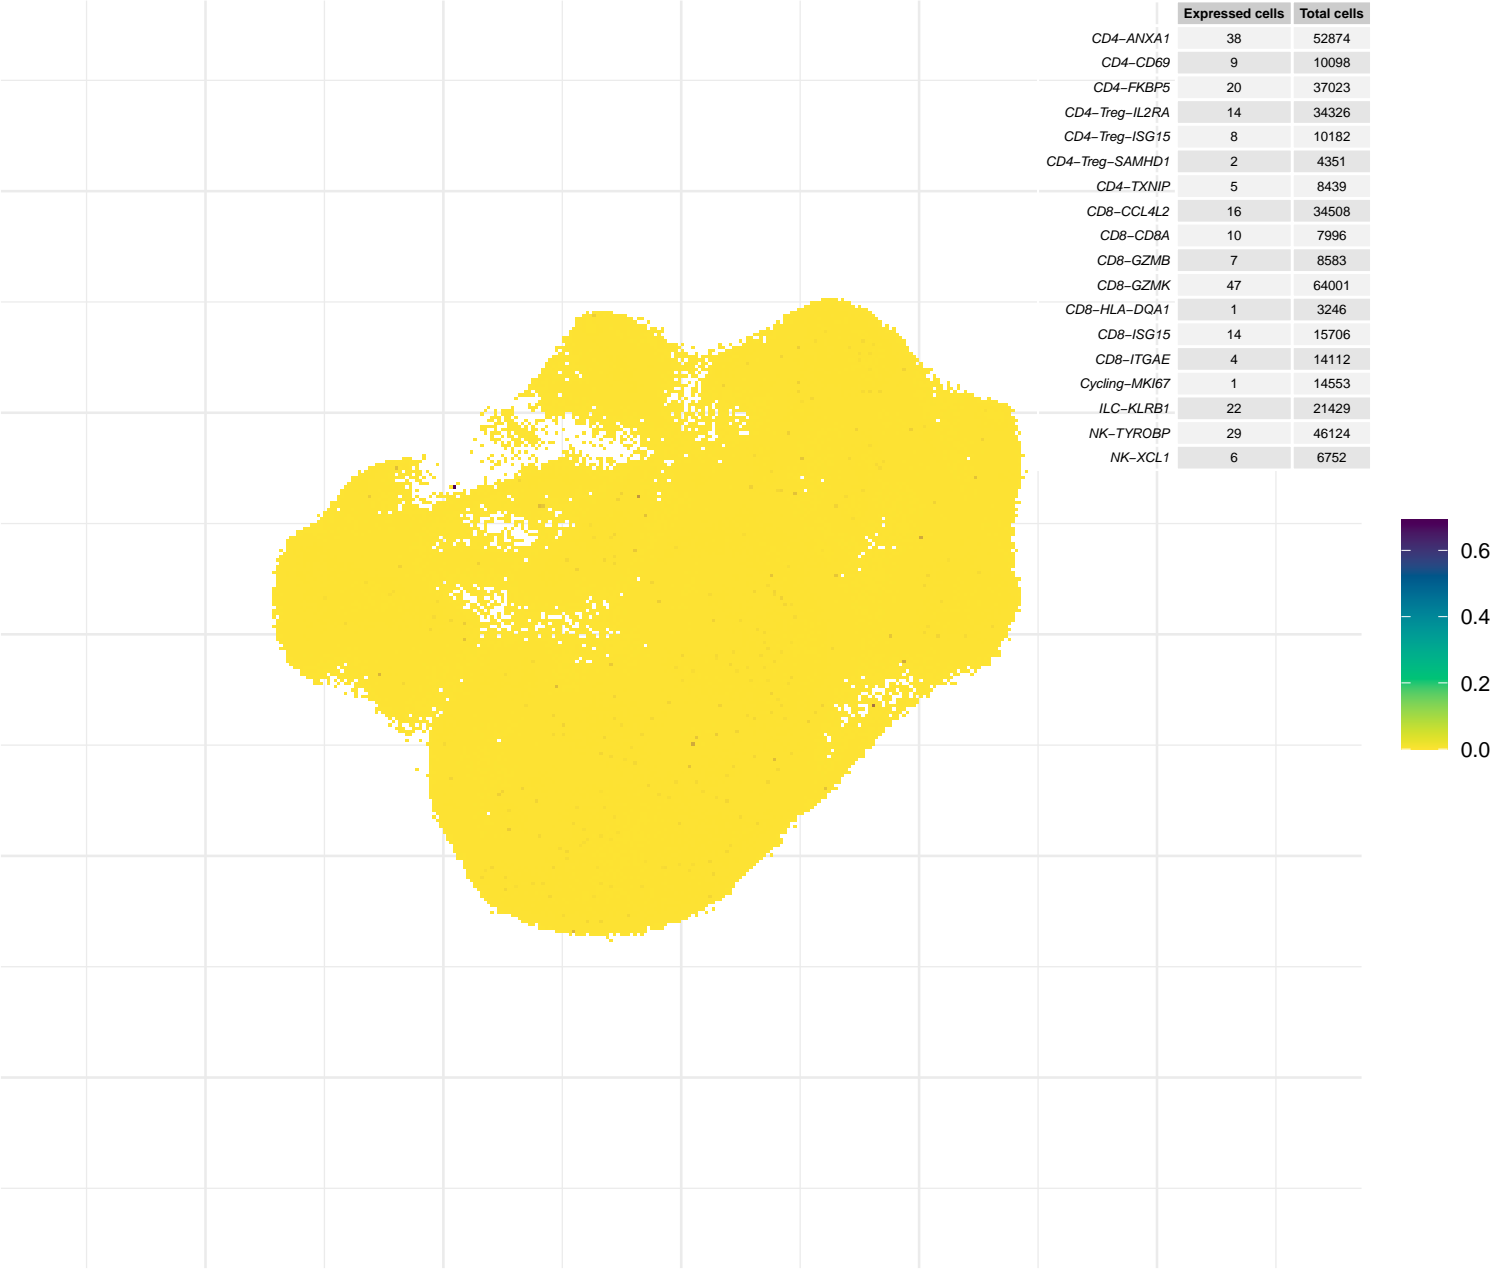 Expressed cells Total cells
CD4−ANXA1 38 52874
CD4−CD69 9 10098
CD4−FKBP5 20 37023
CD4−Treg−IL2RA 14 34326
CD4−Treg−ISG15 8 10182
CD4−Treg−SAMHD1 2 4351
CD4−TXNIP 5 8439
CD8−CCL4L2 16 34508
CD8−CD8A 10 7996
CD8−GZMB 7 8583
CD8−GZMK 47 64001
CD8−HLA−DQA1 1 3246
CD8−ISG15 14 15706
CD8−ITGAE 4 14112
Cycling−MKI67 1 14553
ILC−KLRB1 22 21429
NK−TYROBP 29 46124
NK−XCL1 6 6752
0.6
0.4
0.2
0.0